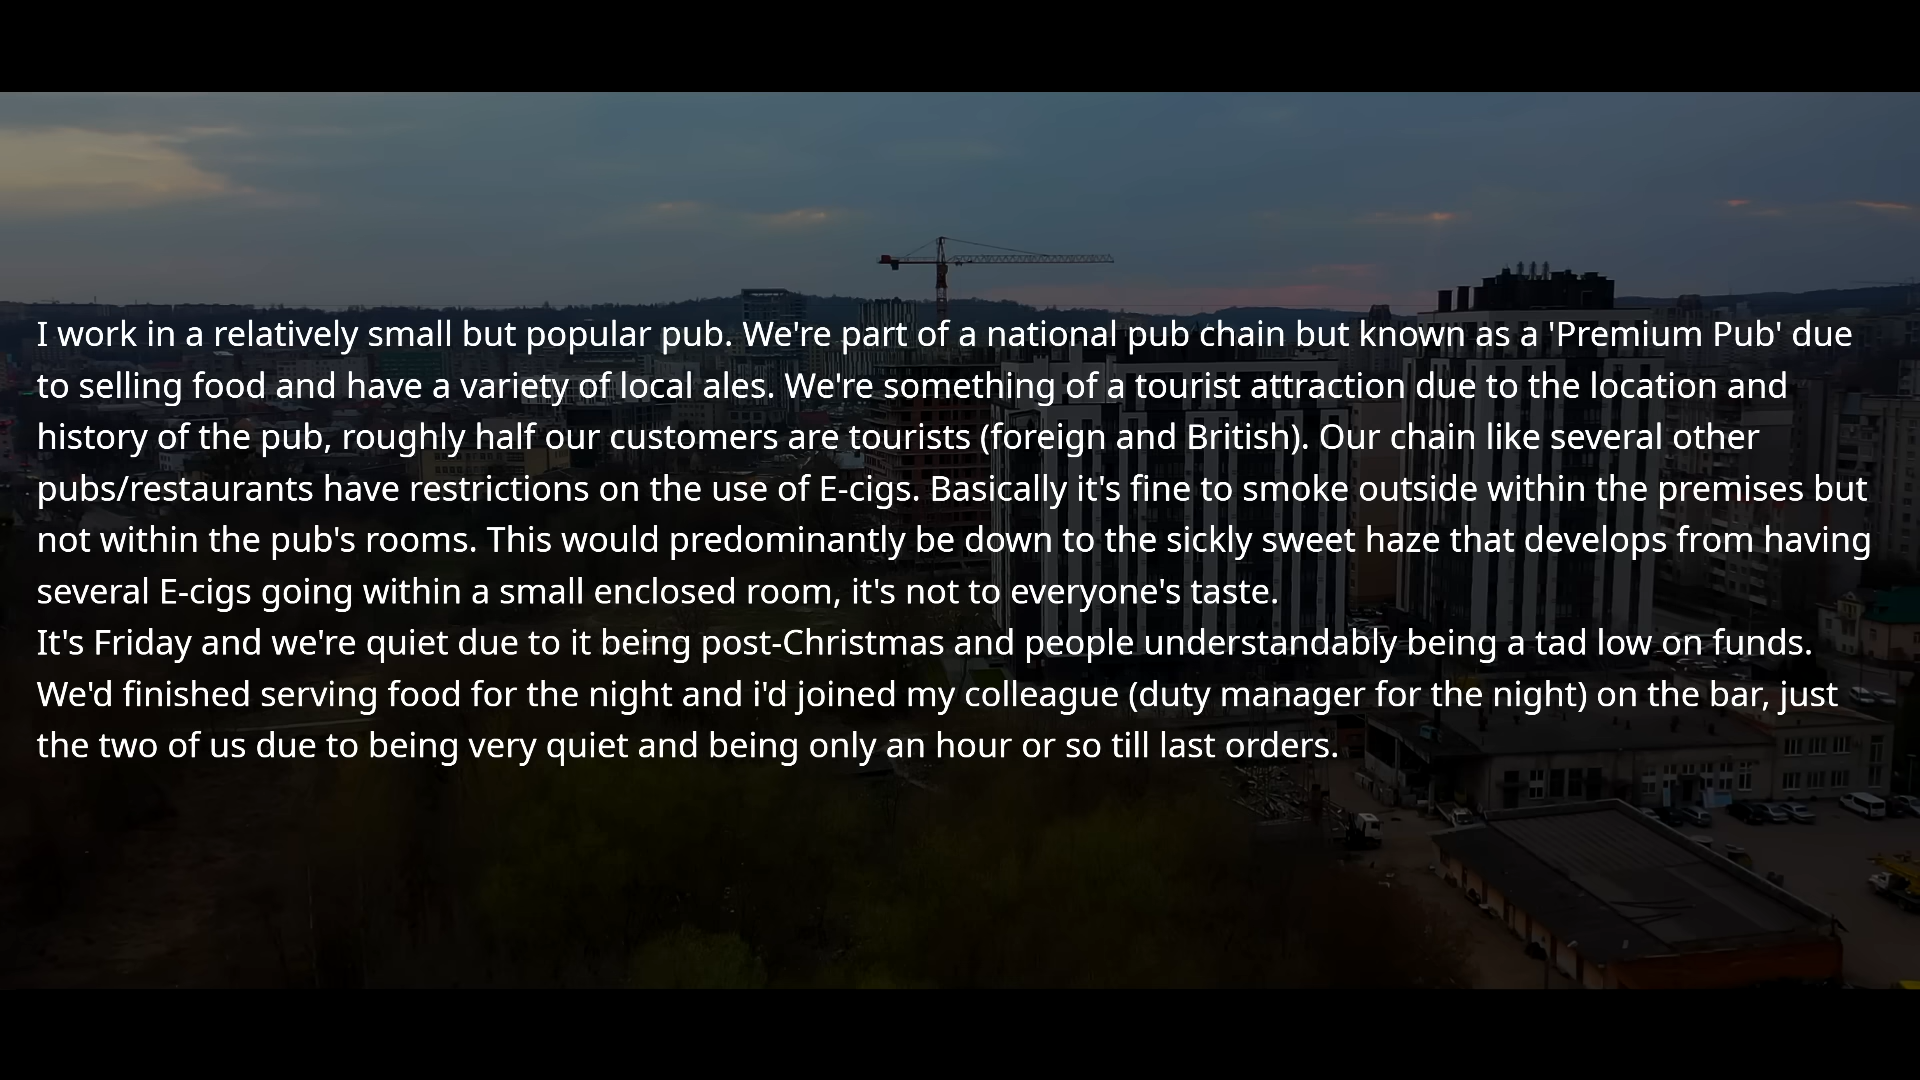 I work in a relatively small but popular pub. We're part of a national pub chain but known as a 'Premium Pub' due
to selling food and have a variety of local ales. We're something of a tourist attraction due to the location and
history of the pub, roughly half our customers are tourists (foreign and British). Our chain like several other
pubs/restaurants have restrictions on the use of E-cigs. Basically it's fine to smoke outside within the premises but
not within the pub's rooms. This would predominantly be down to the sickly sweet haze that develops from having
several E-cigs going within a small enclosed room, it's not to everyone's taste.
It's Friday and we're quiet due to it being post-Christmas and people understandably being a tad low on funds.
We'd finished serving food for the night and i'd joined my colleague (duty manager for the night) on the bar, just
the two of us due to being very quiet and being only an hour or so till last orders.